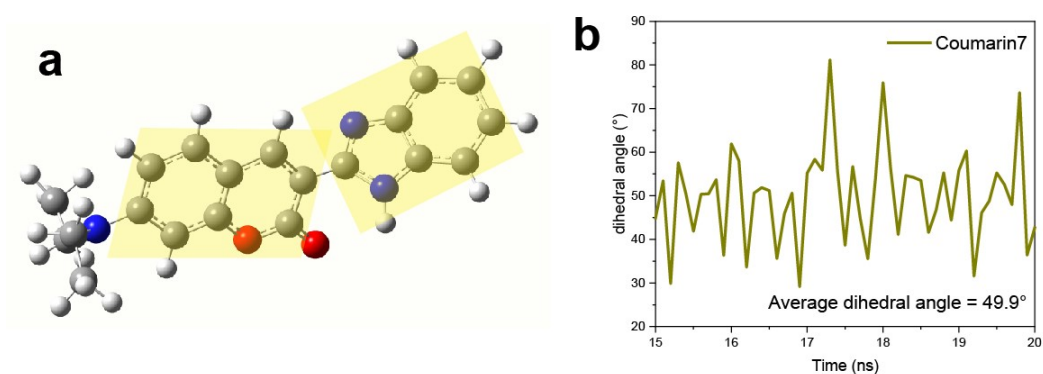 a
b
Coumarin7
90
80
70
60
50
40
30
20
dihedral angle (°)
Average dihedral angle = 49.9°
15 16 17 18 19 20
Time (ns)